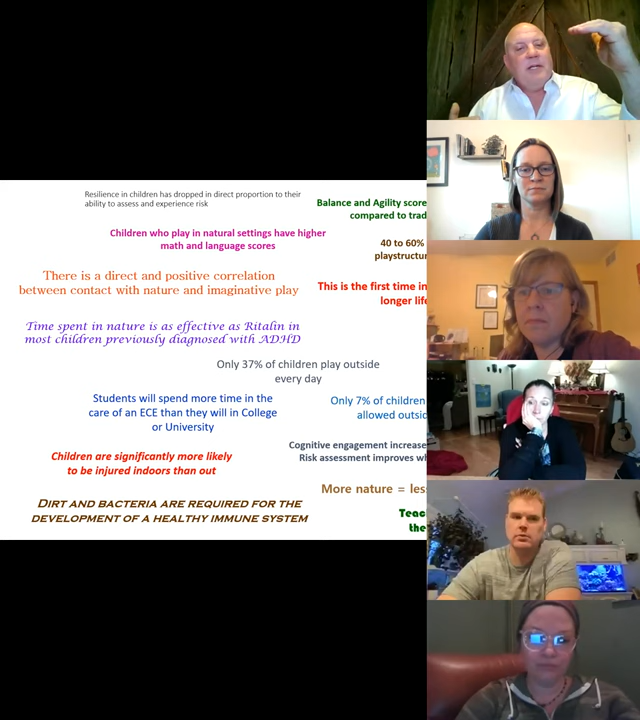 Resilience in children has dropped in direct proportion to their
ability to assess and experience risk
Children who play in natural settings have higher
math and language scores
There is a direct and positive correlation
between contact with nature and imaginative play
Time spent in nature is as effective as Ritalin in
most children previously diagnosed with ADHD
Only 37% of children play outside
every day
Students will spend more time in the
care of an ECE than they will in College
or University
Children are significantly more likely
to be injured indoors than out
Dirt and bacteria are required for the
development of a healthy immune system
Balance and Agility score
compared to trad
40 to 60%
playstructur
This is the first time in
longer life
Only 7% of children
allowed outsid
Cognitive engagement increase
Risk assessment improves wh
More nature = les
Teac
the